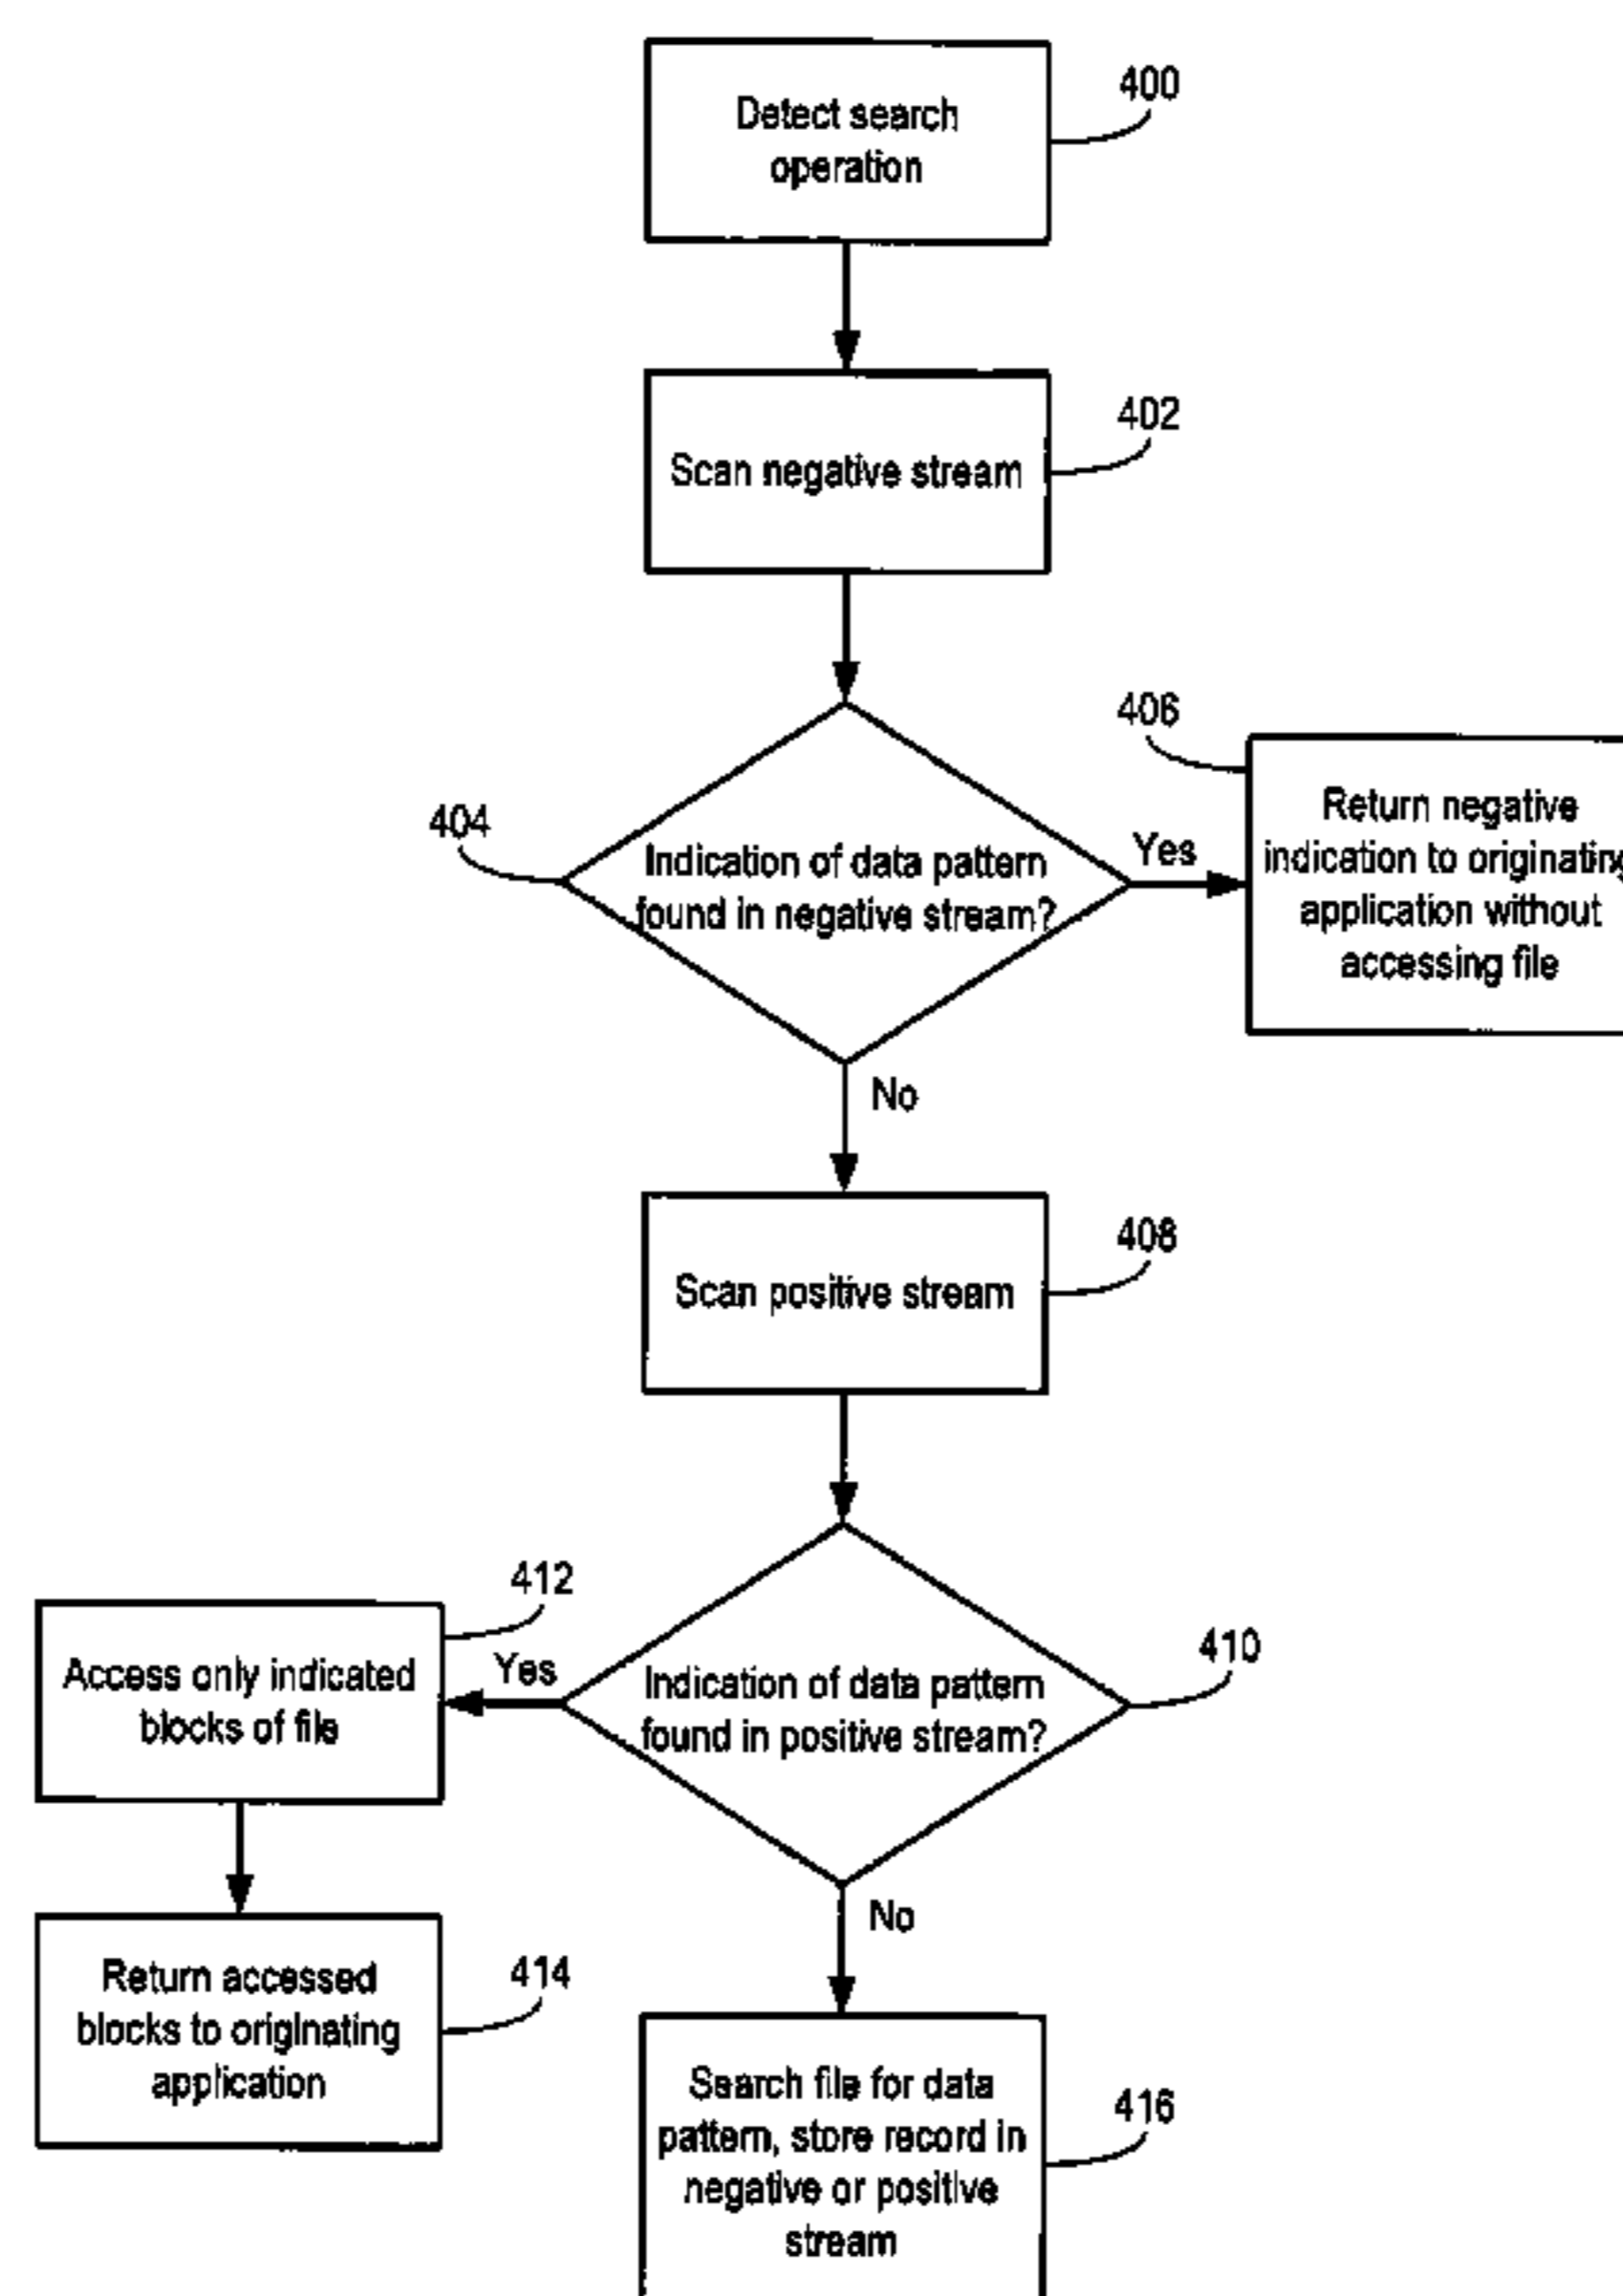 400
Detect search
operation
402
Scan negative stream
404
Indication of data pattern
found in negative stream?
Yes
406
Return negative
indication to originating
application without
accessing file
No
408
Scan positive stream
410
Indication of data pattern
found in positive stream?
Yes
412
Access only indicated
blocks of file
414
Return accessed
blocks to originating
application
No
416
Search file for data
pattern, store record in
negative or positive
stream